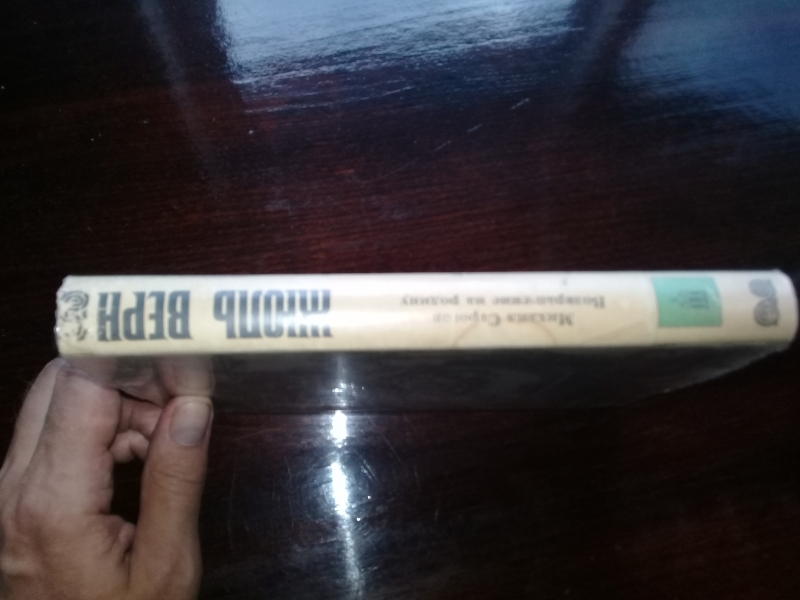 ЖЮЛЬ ВЕРН
Михаил Строгов
Возвращение на родину